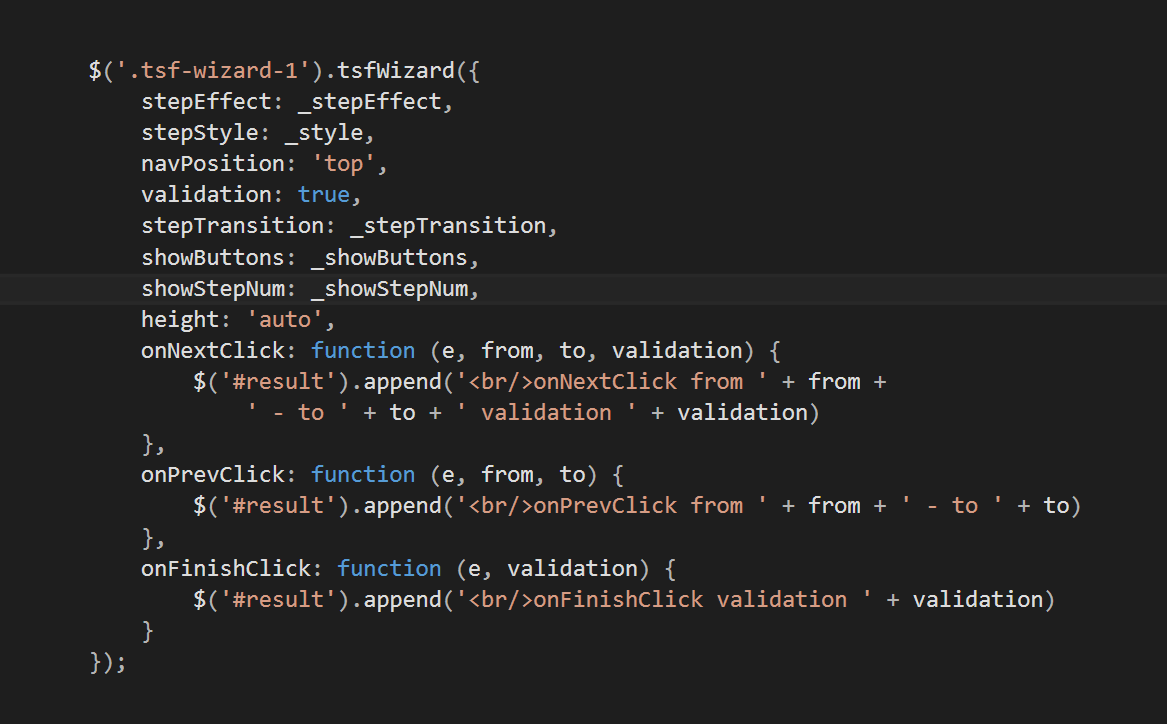 $('.tsf-wizard-1').tsfWizard({
    stepEffect: _stepEffect,
    stepStyle: _style,
    navPosition: 'top',
    validation: true,
    stepTransition: _stepTransition,
    showButtons: _showButtons,
    showStepNum: _showStepNum,
    height: 'auto',
    onNextClick: function (e, from, to, validation) {
        $('#result').append('<br/>onNextClick from ' + from +
            ' - to ' + to + ' validation ' + validation)
    },
    onPrevClick: function (e, from, to) {
        $('#result').append('<br/>onPrevClick from ' + from + ' - to ' + to)
    },
    onFinishClick: function (e, validation) {
        $('#result').append('<br/>onFinishClick validation ' + validation)
    }
});